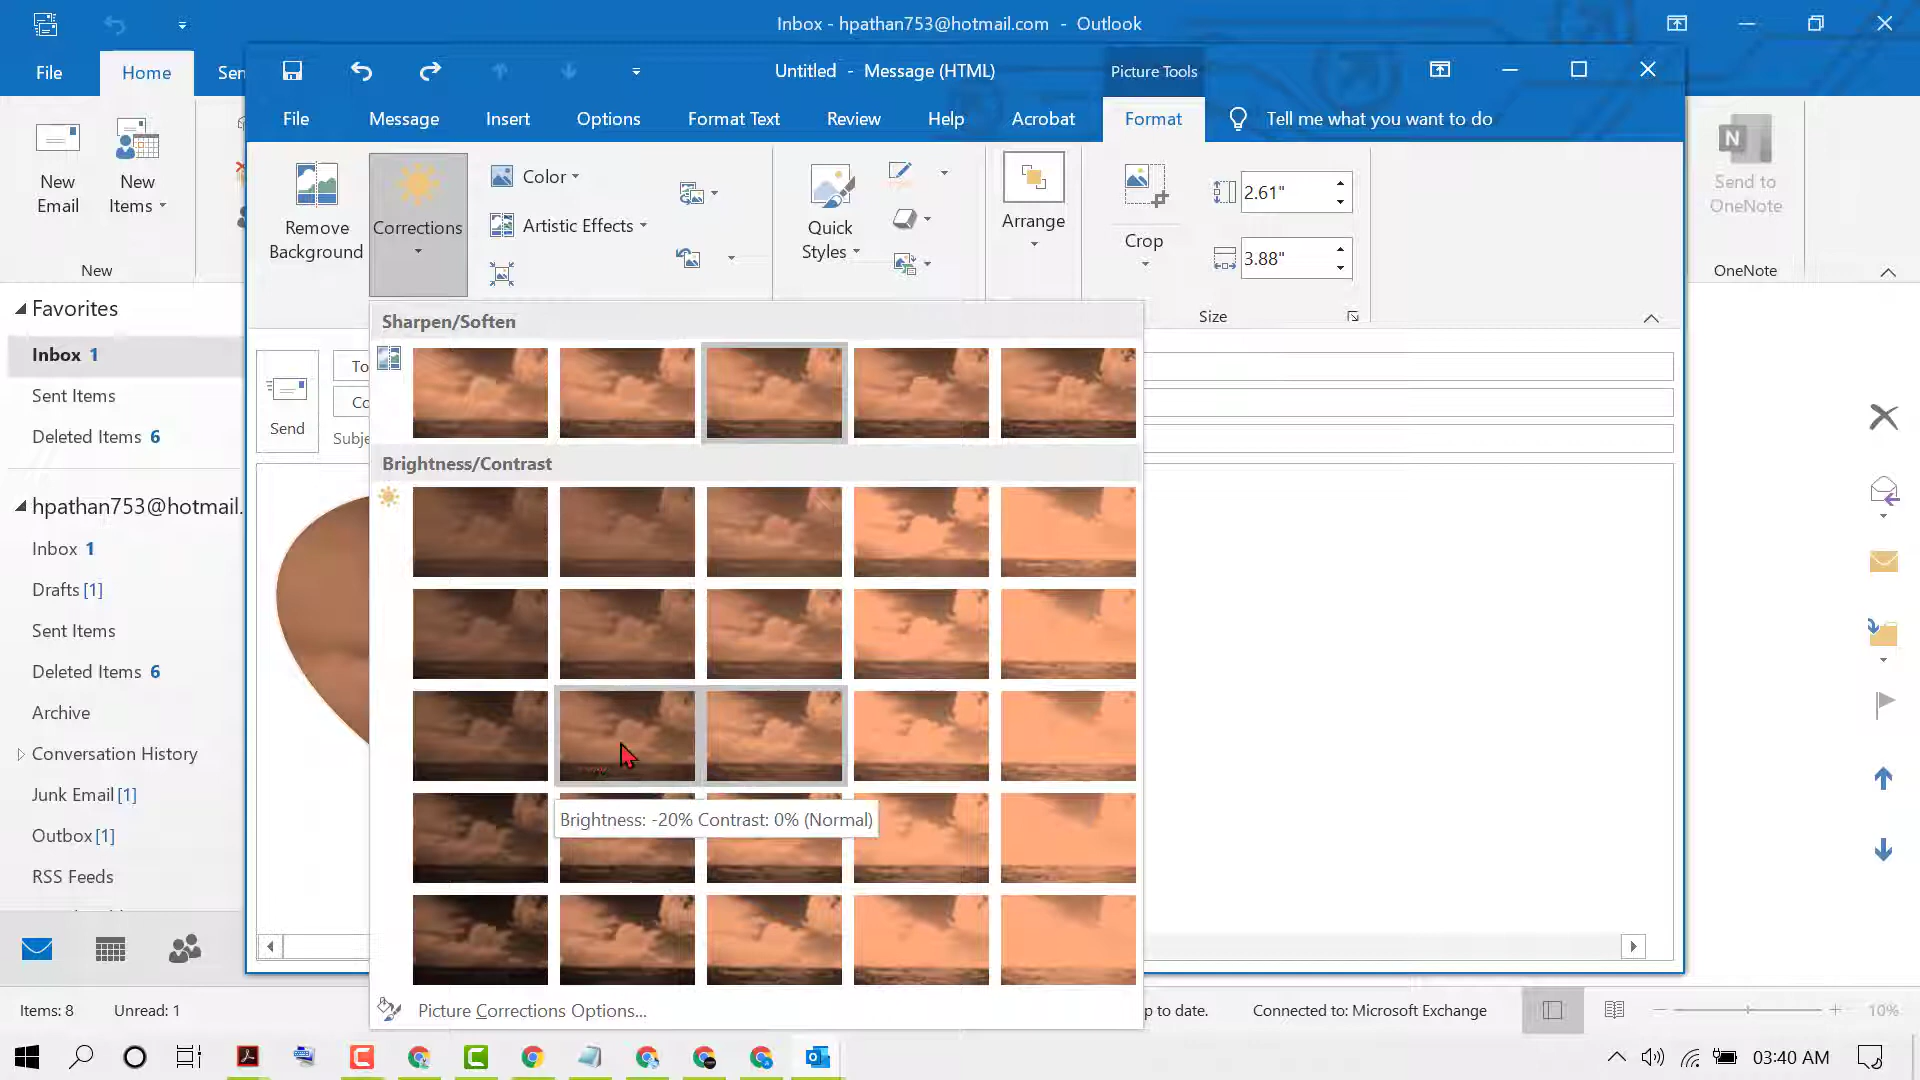 Inbox - hpathan753@hotmail.com - Outlook
File
Home
Untitled - Message (HTML)
Picture Tools
File
Message
Insert
Options
Format Text
Review
Help
Acrobat
Format
Tell me what you want to do
New
Email
New
Items
New
Remove
Background
Corrections
Color
Artistic Effects
Quick
Styles
Arrange
Crop
2.61"
3.88"
Size
N
Send to
OneNote
OneNote
Favorites
Inbox 1
Sent Items
Deleted Items 6
hpathan753@hotmail.
Inbox 1
Drafts [1]
Sent Items
Deleted Items 6
Archive
Conversation History
Junk Email [1]
Outbox [1]
RSS Feeds
Send
To
Subje
Sharpen/Soften
Brightness/Contrast
Brightness: -20% Contrast: 0% (Normal)
Picture Corrections Options...
Items: 8
Unread: 1
p to date.
Connected to: Microsoft Exchange
10%
03:40 AM